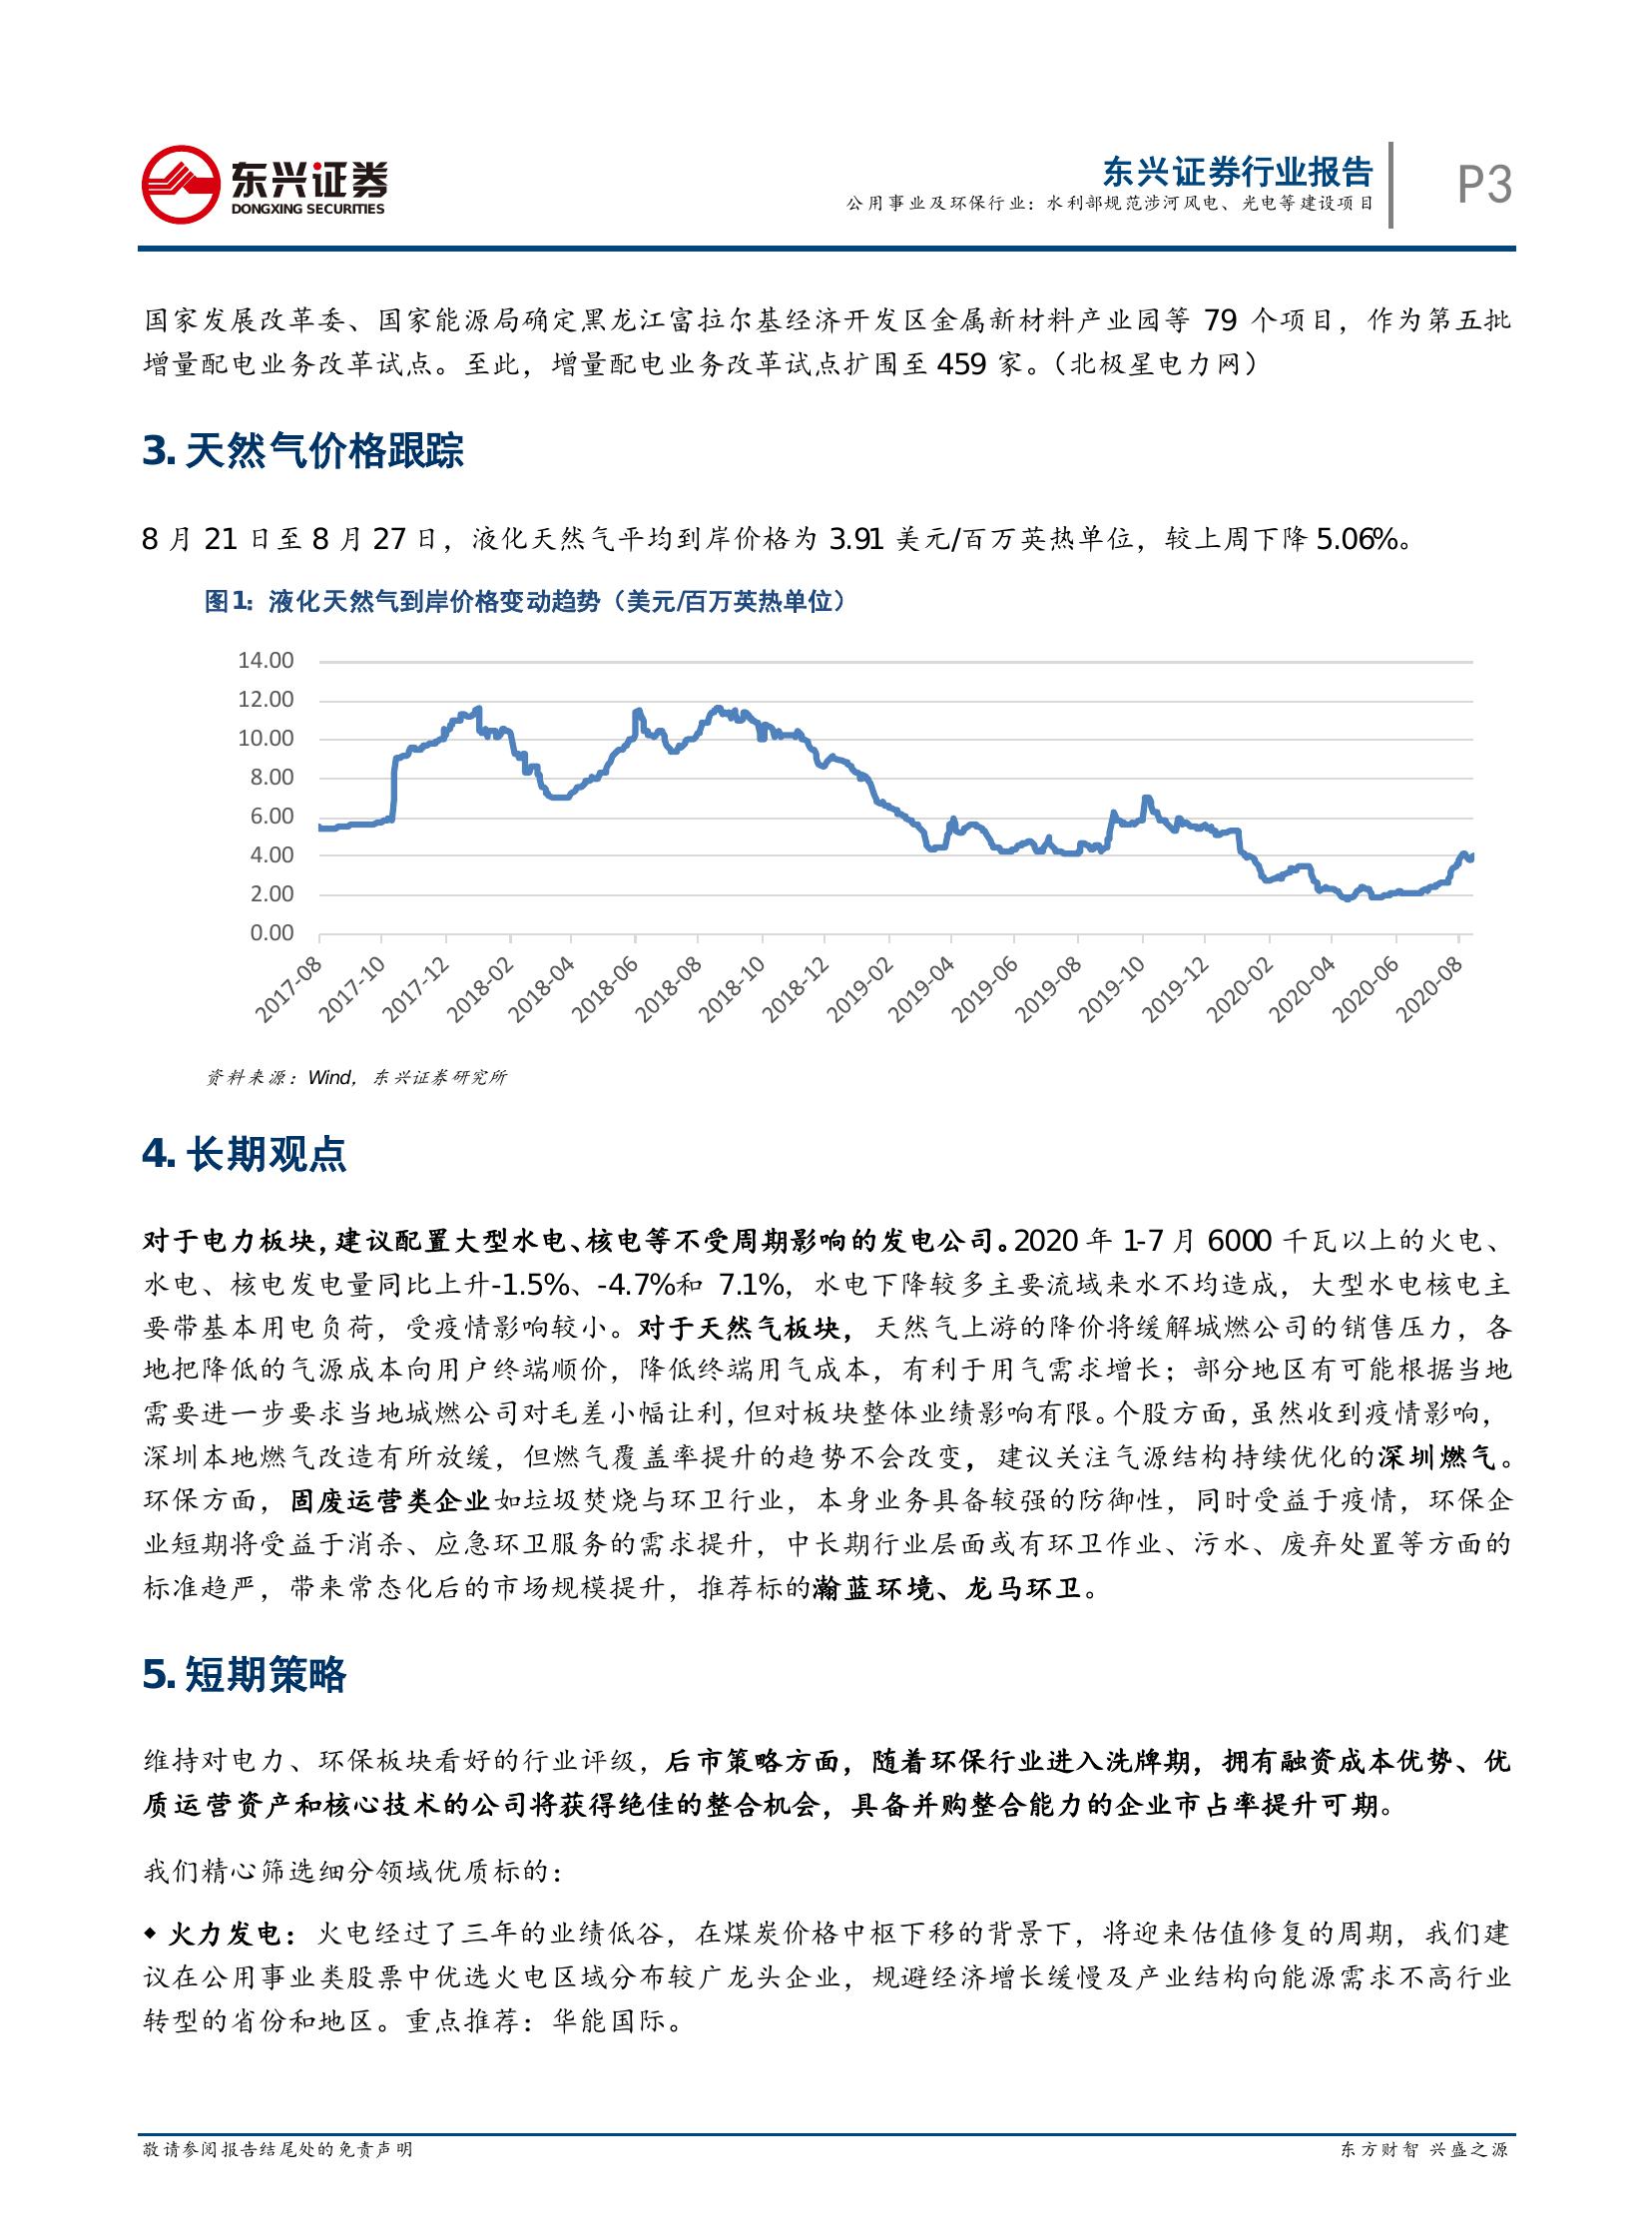 东兴证券
DONGXING SECURITIES
东兴证券行业报告
公用事业及环保行业：水利部规范涉河风电、光电等建设项目
P3
国家发展改革委、国家能源局确定黑龙江富拉尔基经济开发区金属新材料产业园等 79 个项目，作为第五批
增量配电业务改革试点。至此，增量配电业务改革试点扩围至 459 家。（北极星电力网）
3. 天然气价格跟踪
8 月 21 日至 8 月 27 日，液化天然气平均到岸价格为 3.91 美元/百万英热单位，较上周下降 5.06%。
图1：液化天然气到岸价格变动趋势（美元/百万英热单位）
14.00
12.00
10.00
8.00
6.00
4.00
2.00
0.00
2017-08
2017-10
2017-12
2018-02
2018-04
2018-06
2018-08
2018-10
2018-12
2019-02
2019-04
2019-06
2019-08
2019-10
2019-12
2020-02
2020-04
2020-06
2020-08
资料来源：Wind，东兴证券研究所
4. 长期观点
对于电力板块，建议配置大型水电、核电等不受周期影响的发电公司。2020 年 1-7 月 6000 千瓦以上的火电、
水电、核电发电量同比上升-1.5%、-4.7%和 7.1%，水电下降较多主要流域来水不均造成，大型水电核电主
要带基本用电负荷，受疫情影响较小。对于天然气板块，天然气上游的降价将缓解城燃公司的销售压力，各
地把降低的气源成本向用户终端顺价，降低终端用气成本，有利于用气需求增长；部分地区有可能根据当地
需要进一步要求当地城燃公司对毛差小幅让利，但对板块整体业绩影响有限。个股方面，虽然收到疫情影响，
深圳本地燃气改造有所放缓，但燃气覆盖率提升的趋势不会改变，建议关注气源结构持续优化的深圳燃气。
环保方面，固废运营类企业如垃圾焚烧与环卫行业，本身业务具备较强的防御性，同时受益于疫情，环保企
业短期将受益于消杀、应急环卫服务的需求提升，中长期行业层面或有环卫作业、污水、废弃处置等方面的
标准趋严，带来常态化后的市场规模提升，推荐标的瀚蓝环境、龙马环卫。
5. 短期策略
维持对电力、环保板块看好的行业评级，后市策略方面，随着环保行业进入洗牌期，拥有融资成本优势、优
质运营资产和核心技术的公司将获得绝佳的整合机会，具备并购整合能力的企业市占率提升可期。
我们精心筛选细分领域优质标的：
◆ 火力发电：火电经过了三年的业绩低谷，在煤炭价格中枢下移的背景下，将迎来估值修复的周期，我们建
议在公用事业类股票中优选火电区域分布较广龙头企业，规避经济增长缓慢及产业结构向能源需求不高行业
转型的省份和地区。重点推荐：华能国际。
敬请参阅报告结尾处的免责声明
东方财智 兴盛之源